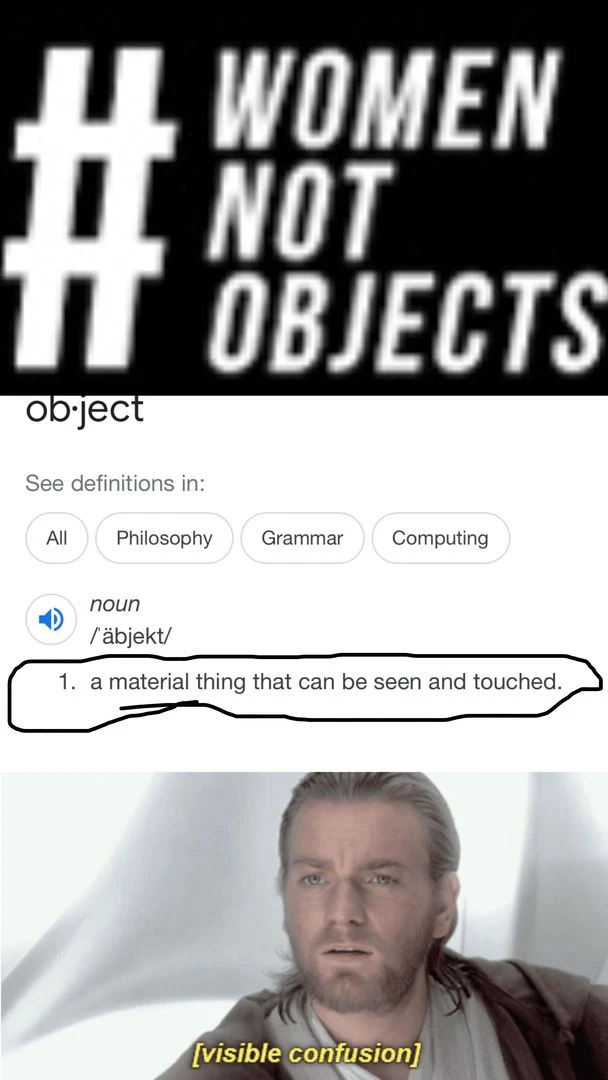 # WOMEN
NOT
OBJECTS
ob·ject
See definitions in:
All Philosophy Grammar Computing
noun
/ˈäbjekt/
1. a material thing that can be seen and touched.
[visible confusion]